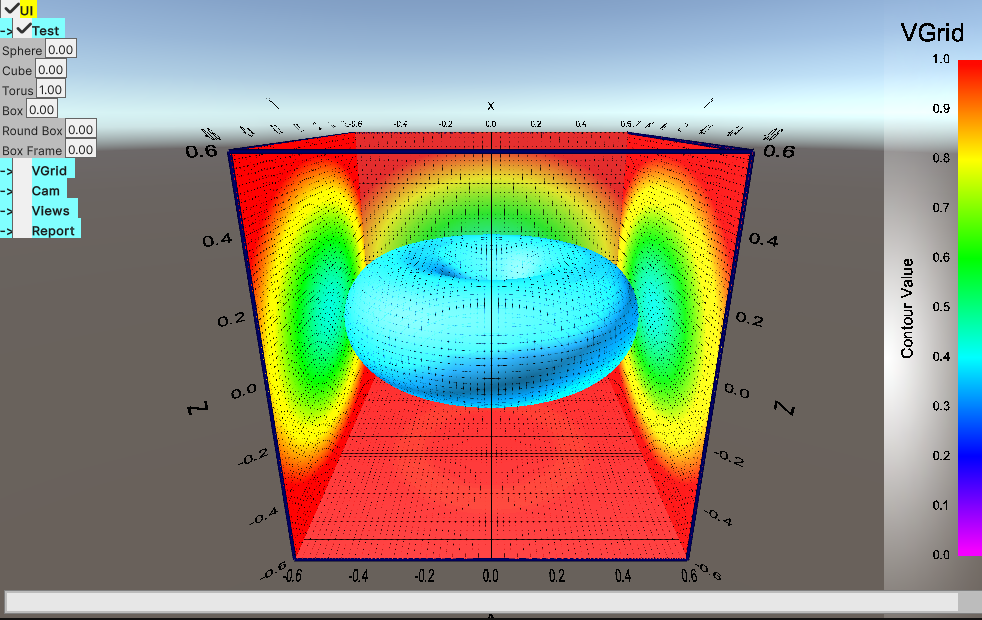 UI
-> Test
Sphere 0.00
Cube 0.00
Torus 1.00
Box 0.00
Round Box 0.00
Box Frame 0.00
-> VGrid
-> Cam
-> Views
-> Report
VGrid
1.0
0.9
0.8
0.7
0.6
0.5
0.4
0.3
0.2
0.1
0.0
Contour Value
X
-0.6 -0.4 -0.2 0.0 0.2 0.4 0.6
0.6 0.6
0.4 0.4
0.2 0.2
0.0 0.0
Z Z
-0.2 -0.2
-0.4 -0.4
-0.6 -0.6
-0.6 -0.4 -0.2 0.0 0.2 0.4 0.6